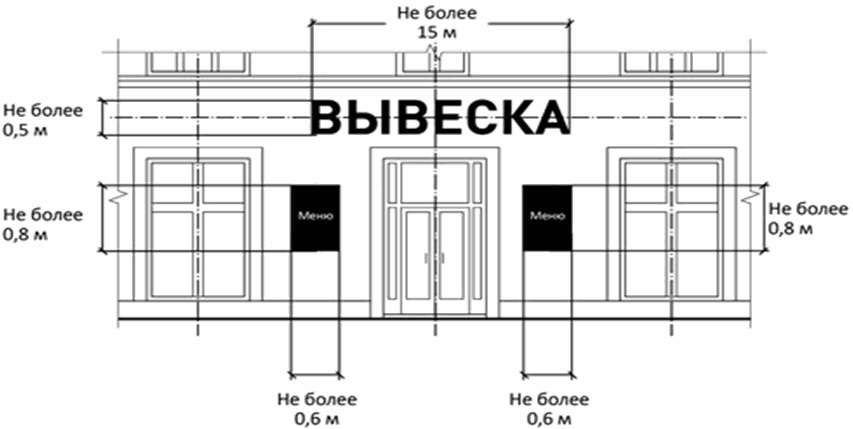 Не более
15 м
Не более
0,5 м
ВЫВЕСКА
Не более
0,8 м
Меню
Меню
Не более
0,8 м
Не более
0,6 м
Не более
0,6 м